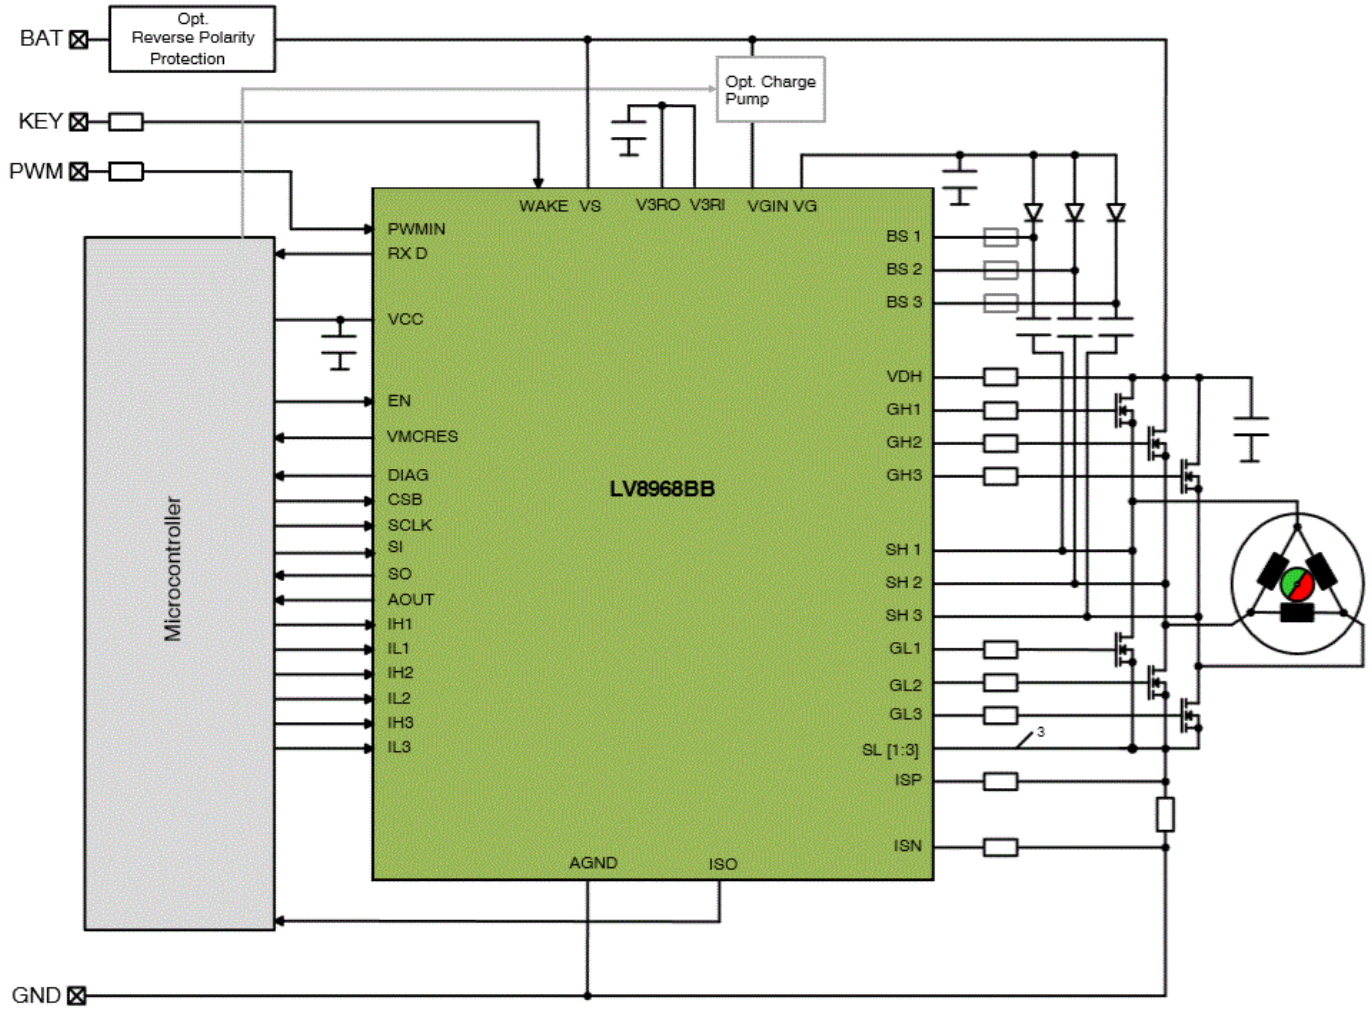 BAT
Opt.
Reverse Polarity
Protection
Opt. Charge
Pump
KEY
PWM
WAKE VS V3RO V3RI VGIN VG
PWMIN
RX D
VCC
EN
VMCRES
DIAG
CSB
SCLK
SI
SO
AOUT
IH1
IL1
IH2
IL2
IH3
IL3
Microcontroller
LV8968BB
BS 1
BS 2
BS 3
VDH
GH1
GH2
GH3
SH 1
SH 2
SH 3
GL1
GL2
GL3
SL [1:3]
3
ISP
ISN
AGND
ISO
GND